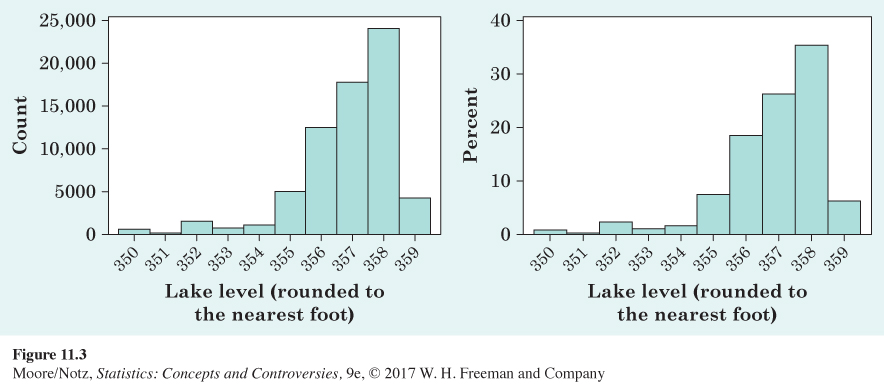 25,000
20,000
15,000
10,000
5000
0
Count
350 351 352 353 354 355 356 357 358 359
Lake level (rounded to
the nearest foot)
40
30
20
10
0
Percent
350 351 352 353 354 355 356 357 358 359
Lake level (rounded to
the nearest foot)
Figure 11.3
Moore/Notz, Statistics: Concepts and Controversies, 9e, © 2017 W. H. Freeman and Company